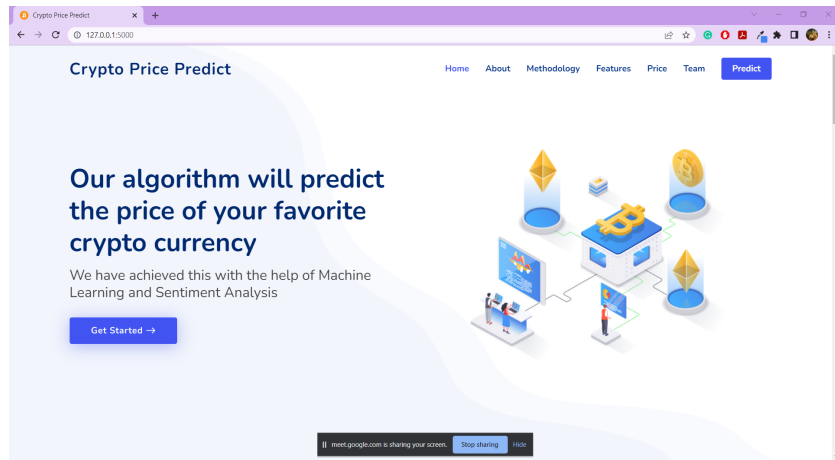 Crypto Price Predict
127.0.0.1:5000
Crypto Price Predict
Home About Methodology Features Price Team Predict
Our algorithm will predict
the price of your favorite
crypto currency
We have achieved this with the help of Machine
Learning and Sentiment Analysis
Get Started →
meet.google.com is sharing your screen. Stop sharing Hide